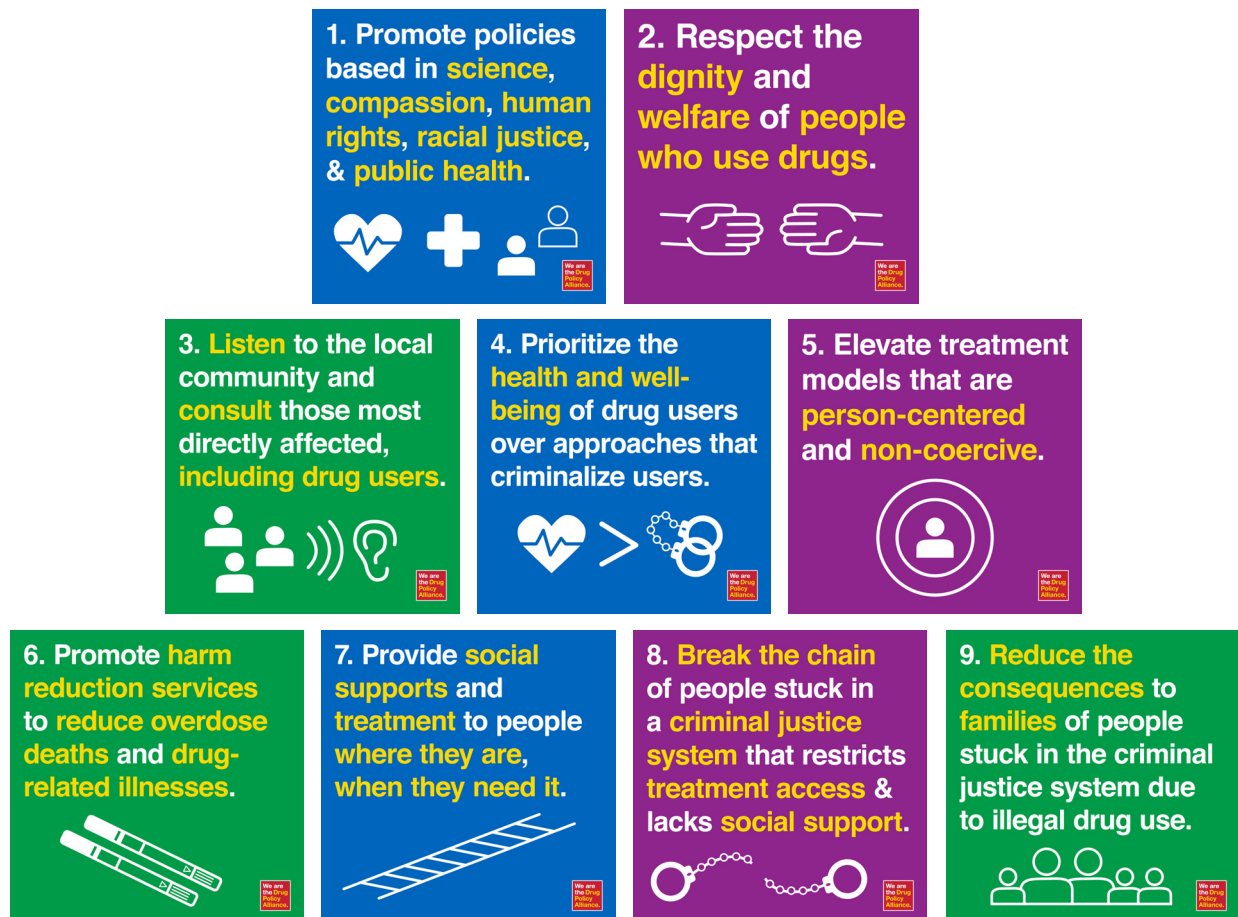 1. Promote policies
based in science,
compassion, human
rights, racial justice,
& public health.
We are
the Drug
Policy
Alliance.
2. Respect the
dignity and
welfare of people
who use drugs.
We are
the Drug
Policy
Alliance.
3. Listen to the local
community and
consult those most
directly affected,
including drug users.
We are
the Drug
Policy
Alliance.
4. Prioritize the
health and well-
being of drug users
over approaches that
criminalize users.
We are
the Drug
Policy
Alliance.
5. Elevate treatment
models that are
person-centered
and non-coercive.
We are
the Drug
Policy
Alliance.
6. Promote harm
reduction services
to reduce overdose
deaths and drug-
related illnesses.
We are
the Drug
Policy
Alliance.
7. Provide social
supports and
treatment to people
where they are,
when they need it.
We are
the Drug
Policy
Alliance.
8. Break the chain
of people stuck in
a criminal justice
system that restricts
treatment access &
lacks social support.
We are
the Drug
Policy
Alliance.
9. Reduce the
consequences to
families of people
stuck in the criminal
justice system due
to illegal drug use.
We are
the Drug
Policy
Alliance.